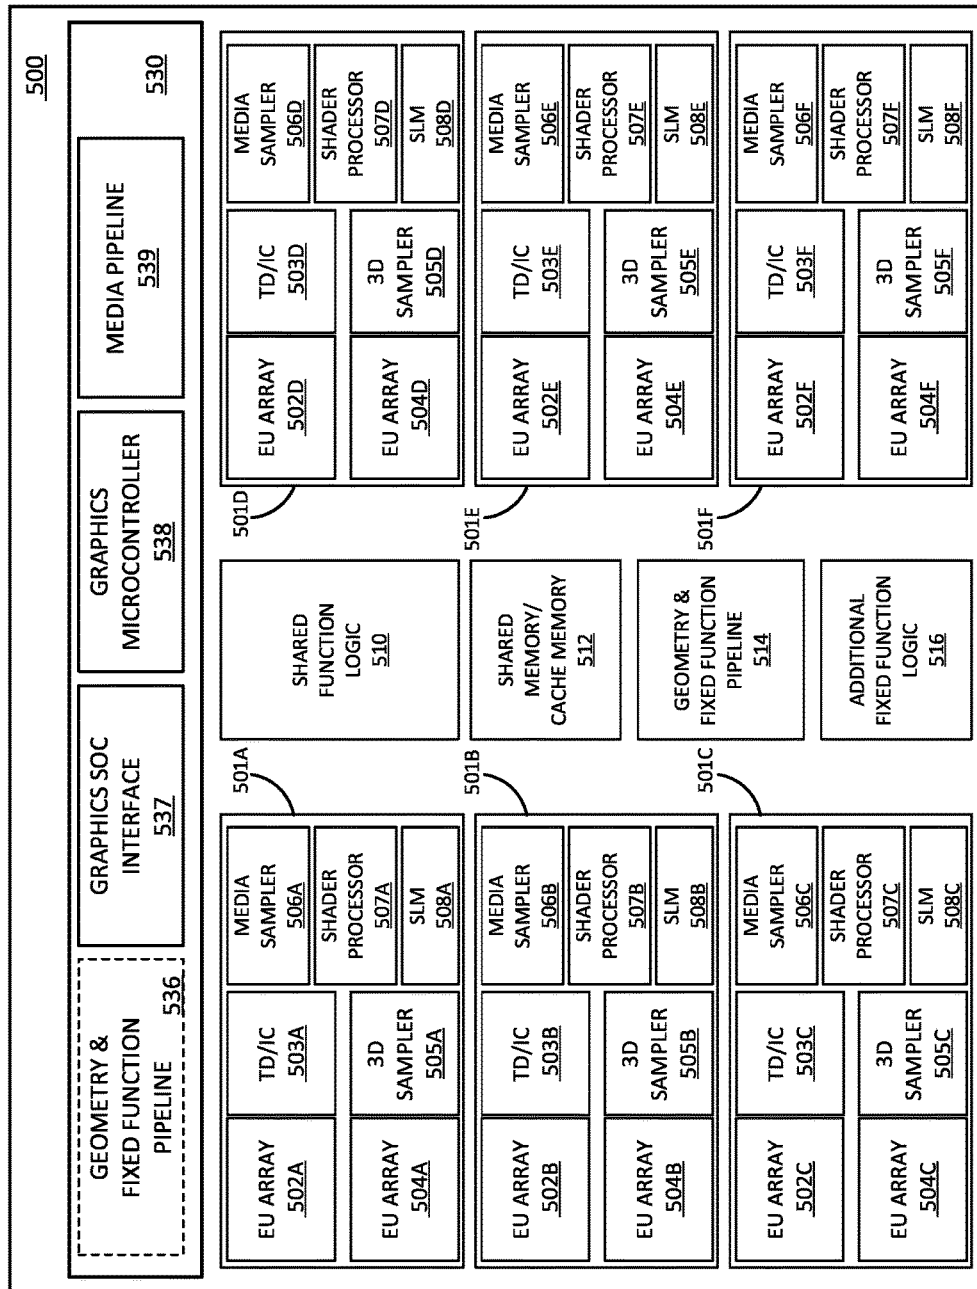 500
GEOMETRY &
FIXED FUNCTION
PIPELINE
536
GRAPHICS SOC
INTERFACE
537
GRAPHICS
MICROCONTROLLER
538
MEDIA PIPELINE
539
530
EU ARRAY
502A
TD/IC
503A
MEDIA
SAMPLER
506A
SHADER
PROCESSOR
507A
EU ARRAY
504A
3D
SAMPLER
505A
SLM
508A
501A
SHARED
FUNCTION
LOGIC
510
501D
EU ARRAY
502D
TD/IC
503D
MEDIA
SAMPLER
506D
SHADER
PROCESSOR
507D
EU ARRAY
504D
3D
SAMPLER
505D
SLM
508D
EU ARRAY
502B
TD/IC
503B
MEDIA
SAMPLER
506B
SHADER
PROCESSOR
507B
EU ARRAY
504B
3D
SAMPLER
505B
SLM
508B
501B
SHARED
MEMORY/
CACHE MEMORY
512
501E
EU ARRAY
502E
TD/IC
503E
MEDIA
SAMPLER
506E
SHADER
PROCESSOR
507E
EU ARRAY
504E
3D
SAMPLER
505E
SLM
508E
GEOMETRY &
FIXED FUNCTION
PIPELINE
514
EU ARRAY
502C
TD/IC
503C
MEDIA
SAMPLER
506C
SHADER
PROCESSOR
507C
EU ARRAY
504C
3D
SAMPLER
505C
SLM
508C
501C
ADDITIONAL
FIXED FUNCTION
LOGIC
516
501F
EU ARRAY
502F
TD/IC
503F
MEDIA
SAMPLER
506F
SHADER
PROCESSOR
507F
EU ARRAY
504F
3D
SAMPLER
505F
SLM
508F